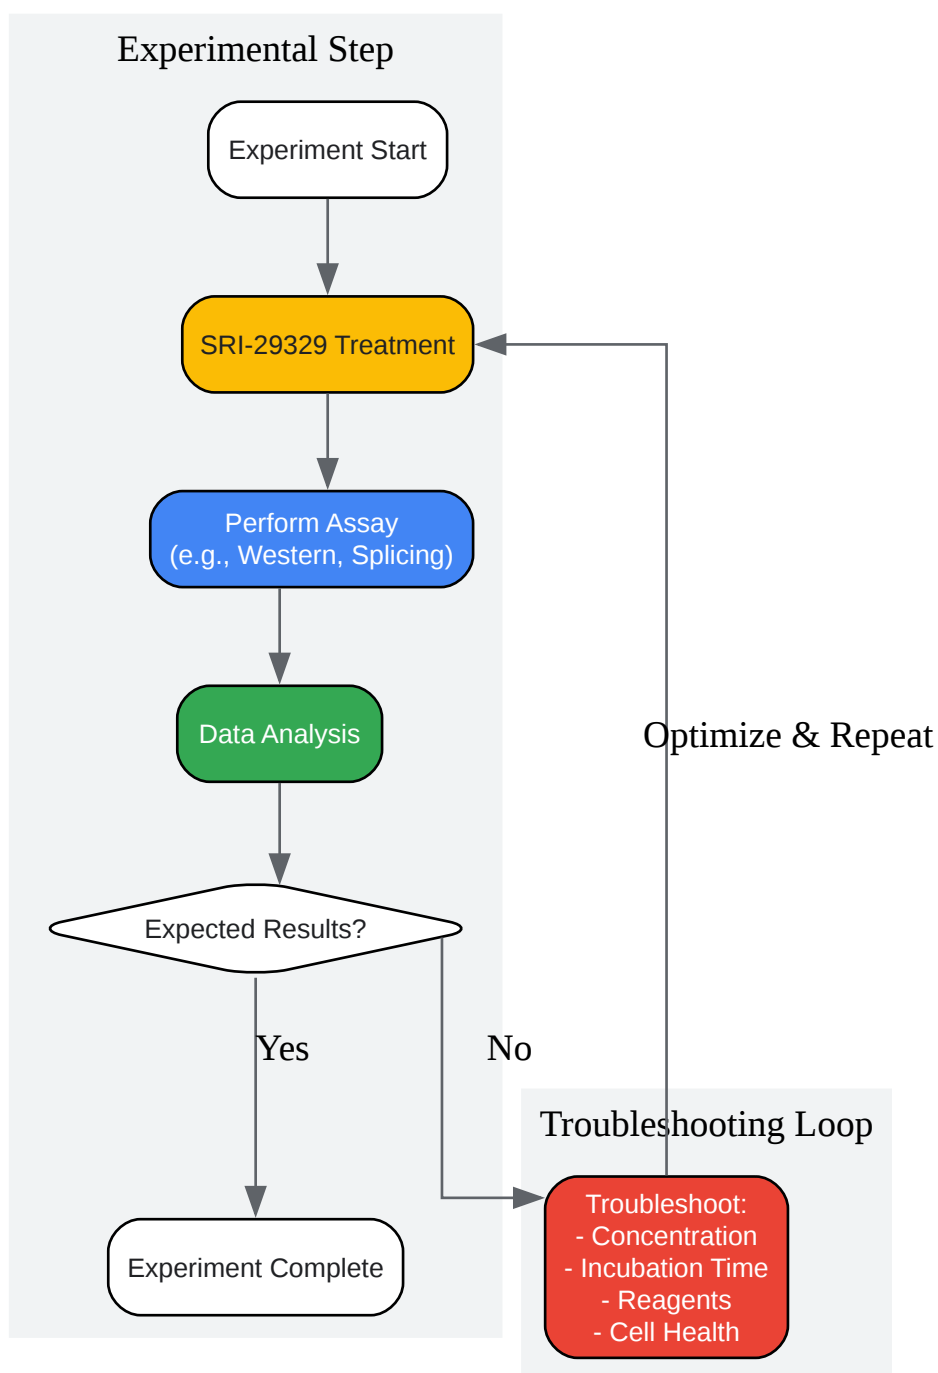 Experimental Step
Experiment Start
SRI-29329 Treatment
Perform Assay
(e.g., Western, Splicing)
Data Analysis
Optimize & Repeat
Expected Results?
Yes
No
Troubleshooting Loop
Troubleshoot:
- Concentration
- Incubation Time
- Reagents
- Cell Health
Experiment Complete